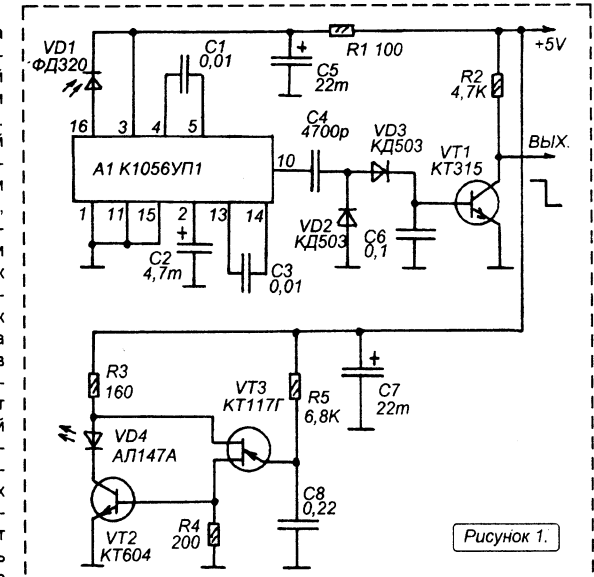 VD1
ФД320
C1
0,01
R1 100
+5V
C5
22m
+
R2
4,7K
C4
4700p
VD3
КД503
VT1
КТ315
ВЫХ.
16
3
4
5
10
A1 К1056УП1
1
11
15
2
13
14
+
C2
4,7m
C3
0,01
VD2
КД503
C6
0,1
R3
160
VT3
КТ117Г
R5
6,8K
+
C7
22m
VD4
АЛ147А
C8
0,22
R4
200
VT2
КТ604
Рисунок 1.